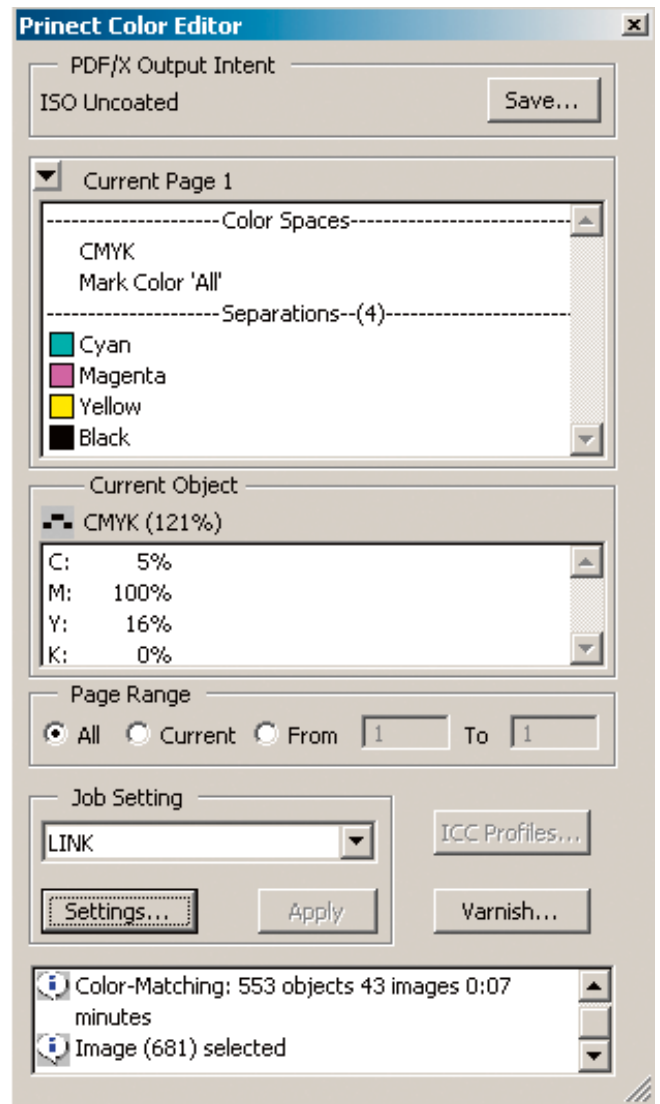 Prinect Color Editor
PDF/X Output Intent
ISO Uncoated
Save...
Current Page 1
--------------------Color Spaces-------------------------
CMYK
Mark Color 'All'
--------------------Separations--(4)---------------------
Cyan
Magenta
Yellow
Black
Current Object
CMYK (121%)
C: 5%
M: 100%
Y: 16%
K: 0%
Page Range
All Current From 1 To 1
Job Setting
LINK
ICC Profiles...
Settings... Apply Varnish...
Color-Matching: 553 objects 43 images 0:07
minutes
Image (681) selected